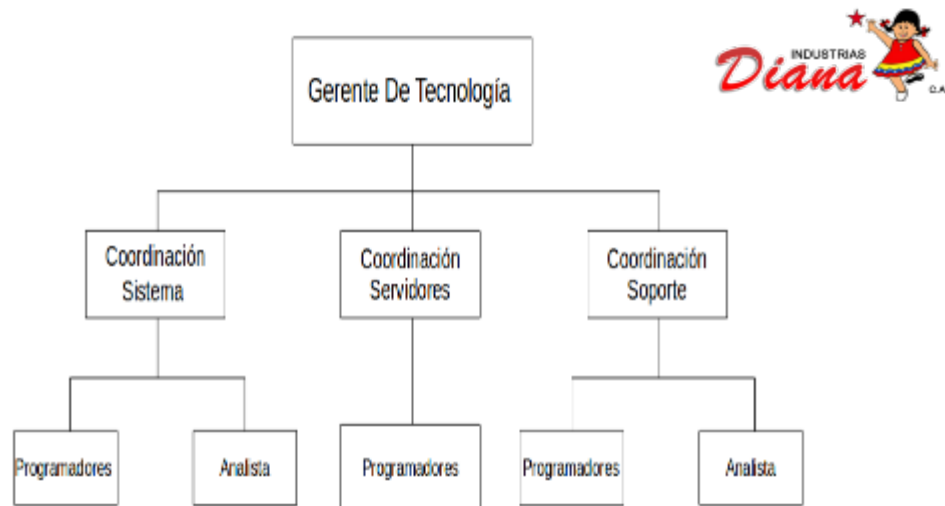 INDUSTRIAS
Diana
C.A
Gerente De Tecnología
Coordinación
Sistema
Coordinación
Servidores
Coordinación
Soporte
Programadores
Analista
Programadores
Programadores
Analista